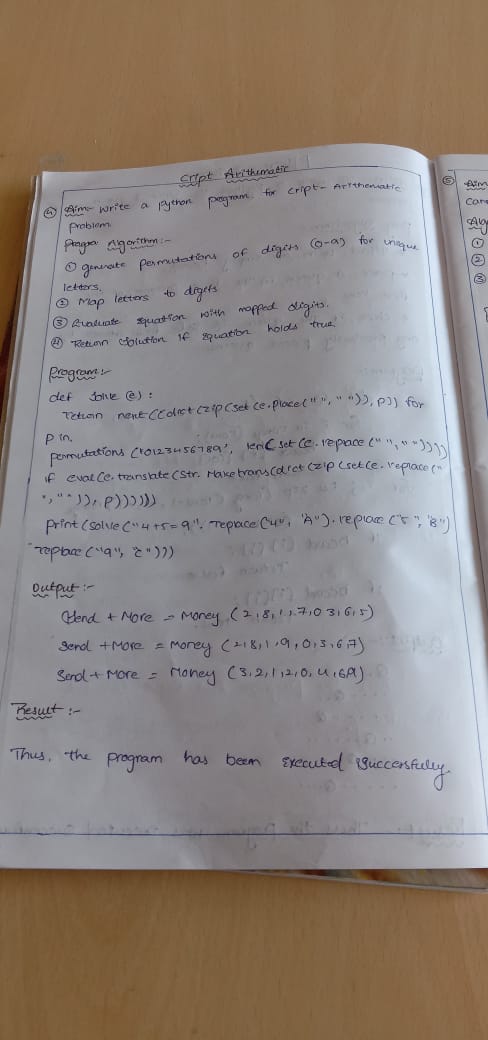 Cript Arithematic
④ Aim- write a python program for cript- Arithematic
Problem
Algorithm:-
① generate permutations of digits (0-9) for unique
letters.
② Map letters to digits
③ Evaluate equation with mapped digits.
④ Return solution if equation holds true.
Program:-
def solve (e) :
return next ((dict (zip (set (e.place (" ", " ")), p)) for
p in.
permutations ('0123456789', len( set (e. replace (" ", " "))))
if eval (e. translate (str. Make trans (dict (zip (set (e. replace ("
", " ")), p))))))
print (solve ("4+5=9". replace ("4", "A"). replace ("5", "B")
replace ("9", "c")))
Output :-
Send + More = Money (2,8,1,7,0 3,6,5)
Send + More = Money (2,8,1,9,0,3,6 7)
Send + More = Money (3,2,1,2,0, 4,6 9)
Result :-
Thus, the program has been executed successfully.
⑤ Aim
can
Alg
①
②
③